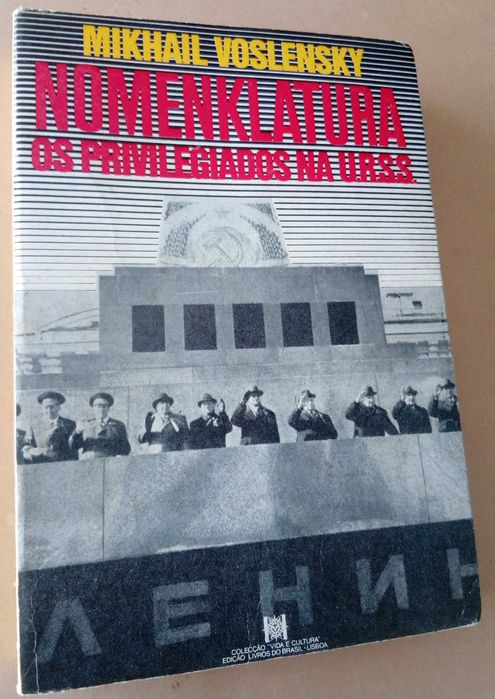 MIKHAIL VOSLENSKY
NOMENKLATURA
OS PRIVILEGIADOS NA U.R.S.S.
ЛЕНИН
COLECÇÃO "VIDA E CULTURA"
EDIÇÃO LIVROS DO BRASIL - LISBOA